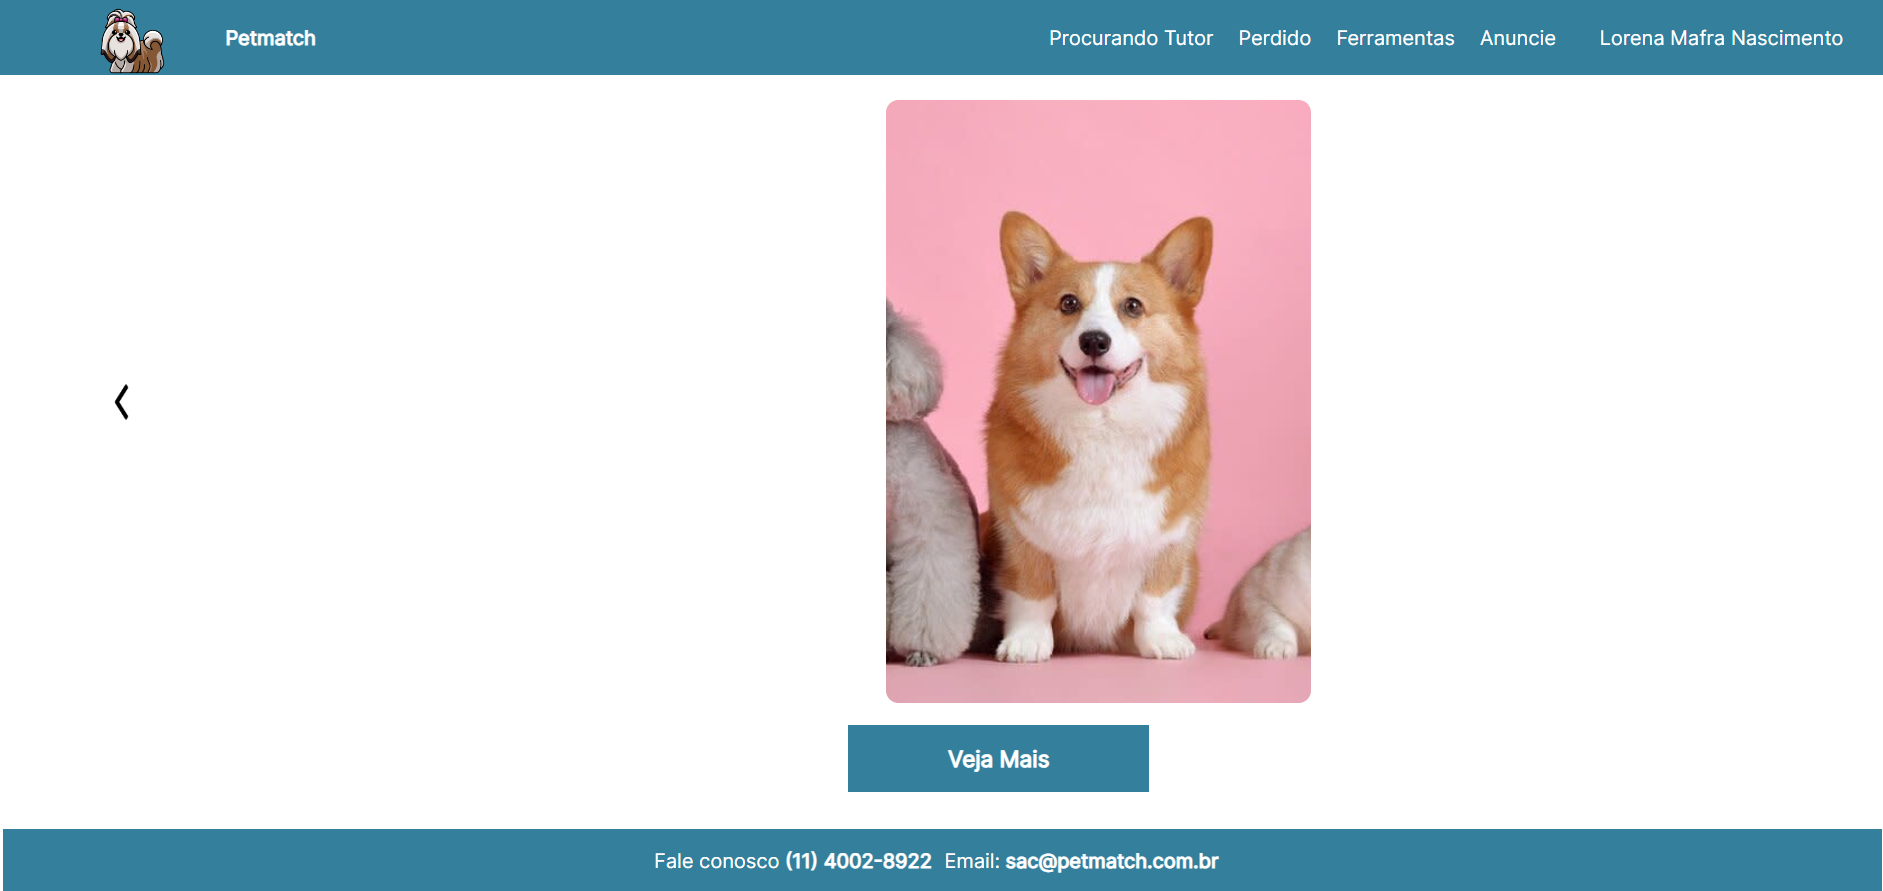 Petmatch Procurando Tutor Perdido Ferramentas Anuncie Lorena Mafra Nascimento
Veja Mais
Fale conosco (11) 4002-8922 Email: sac@petmatch.com.br